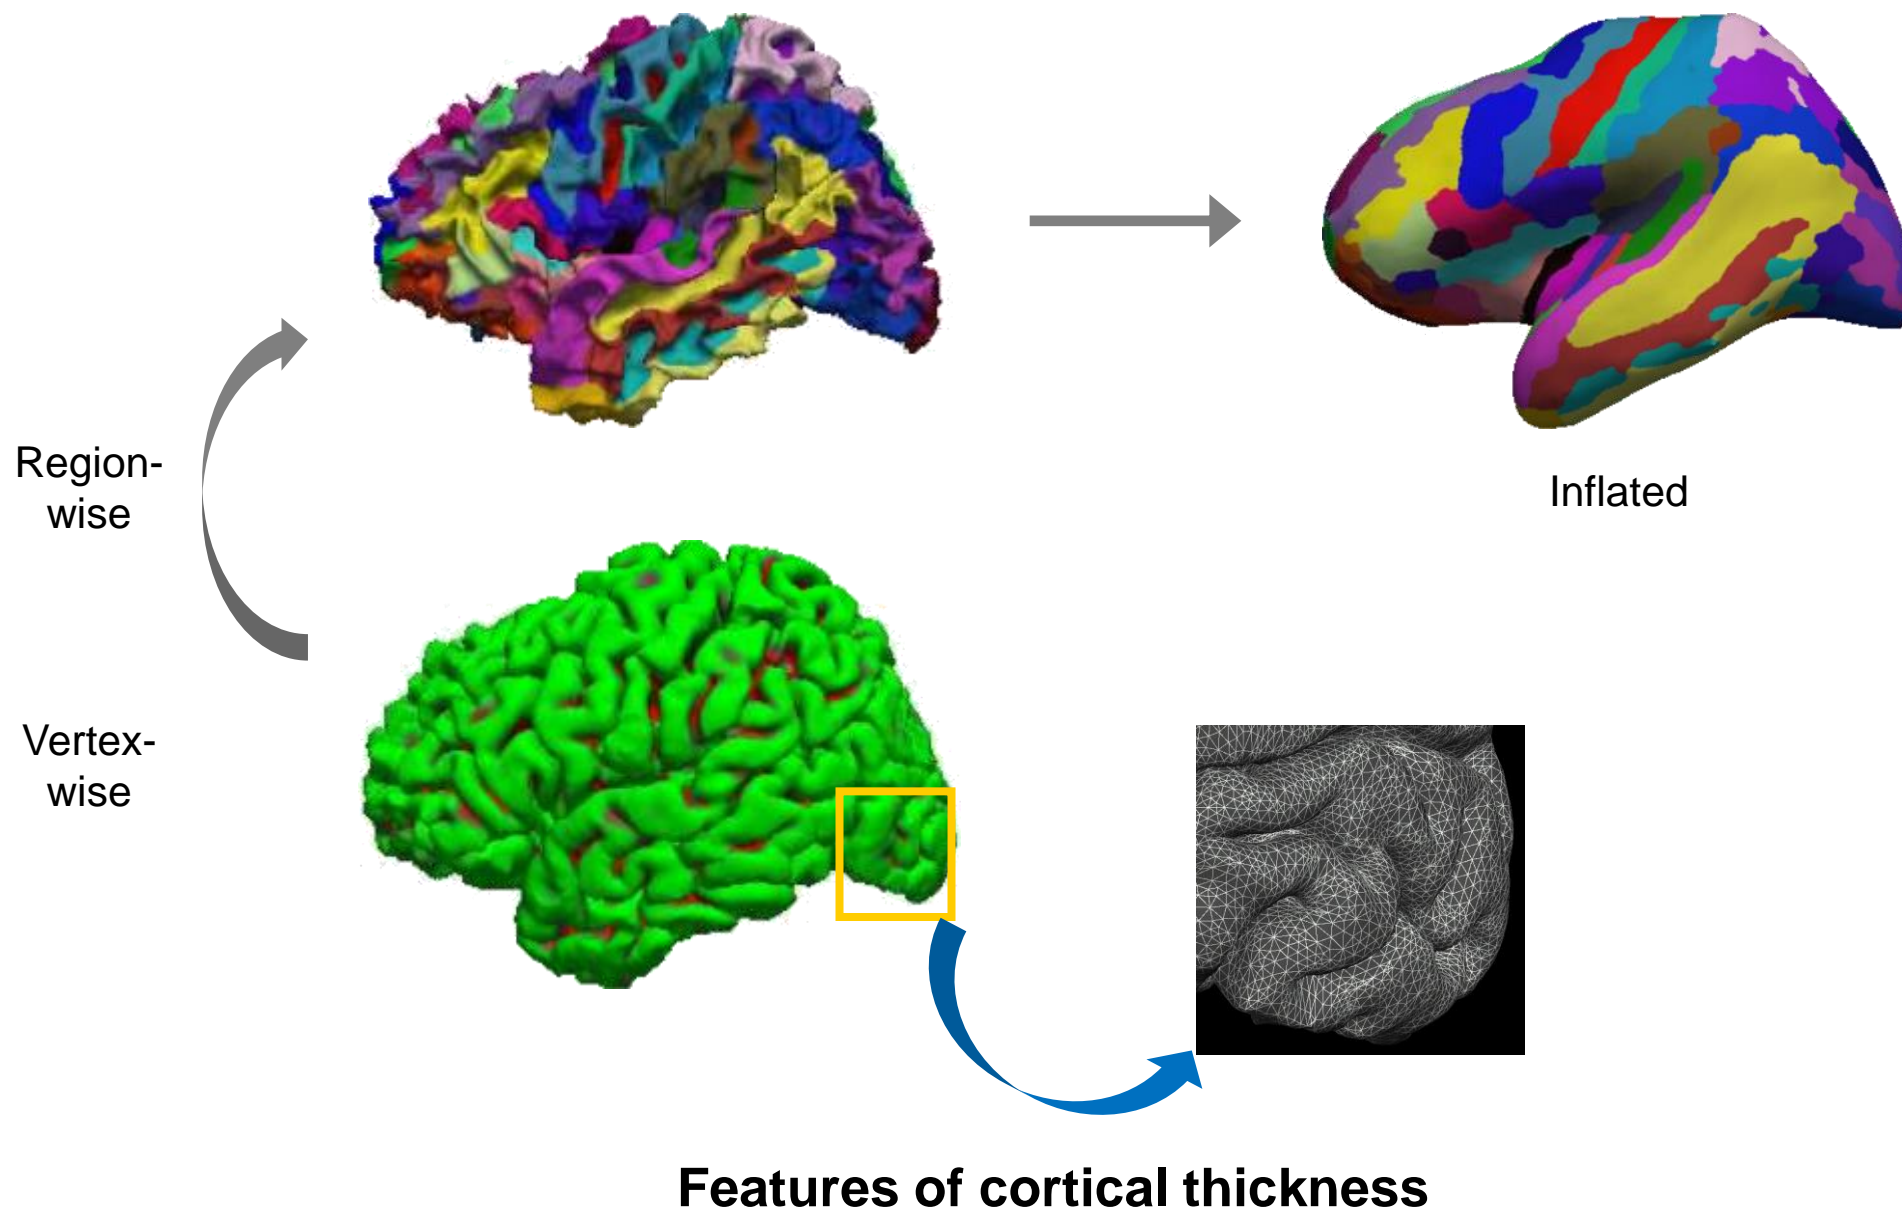 Region-
wise
Inflated
Vertex-
wise
Features of cortical thickness